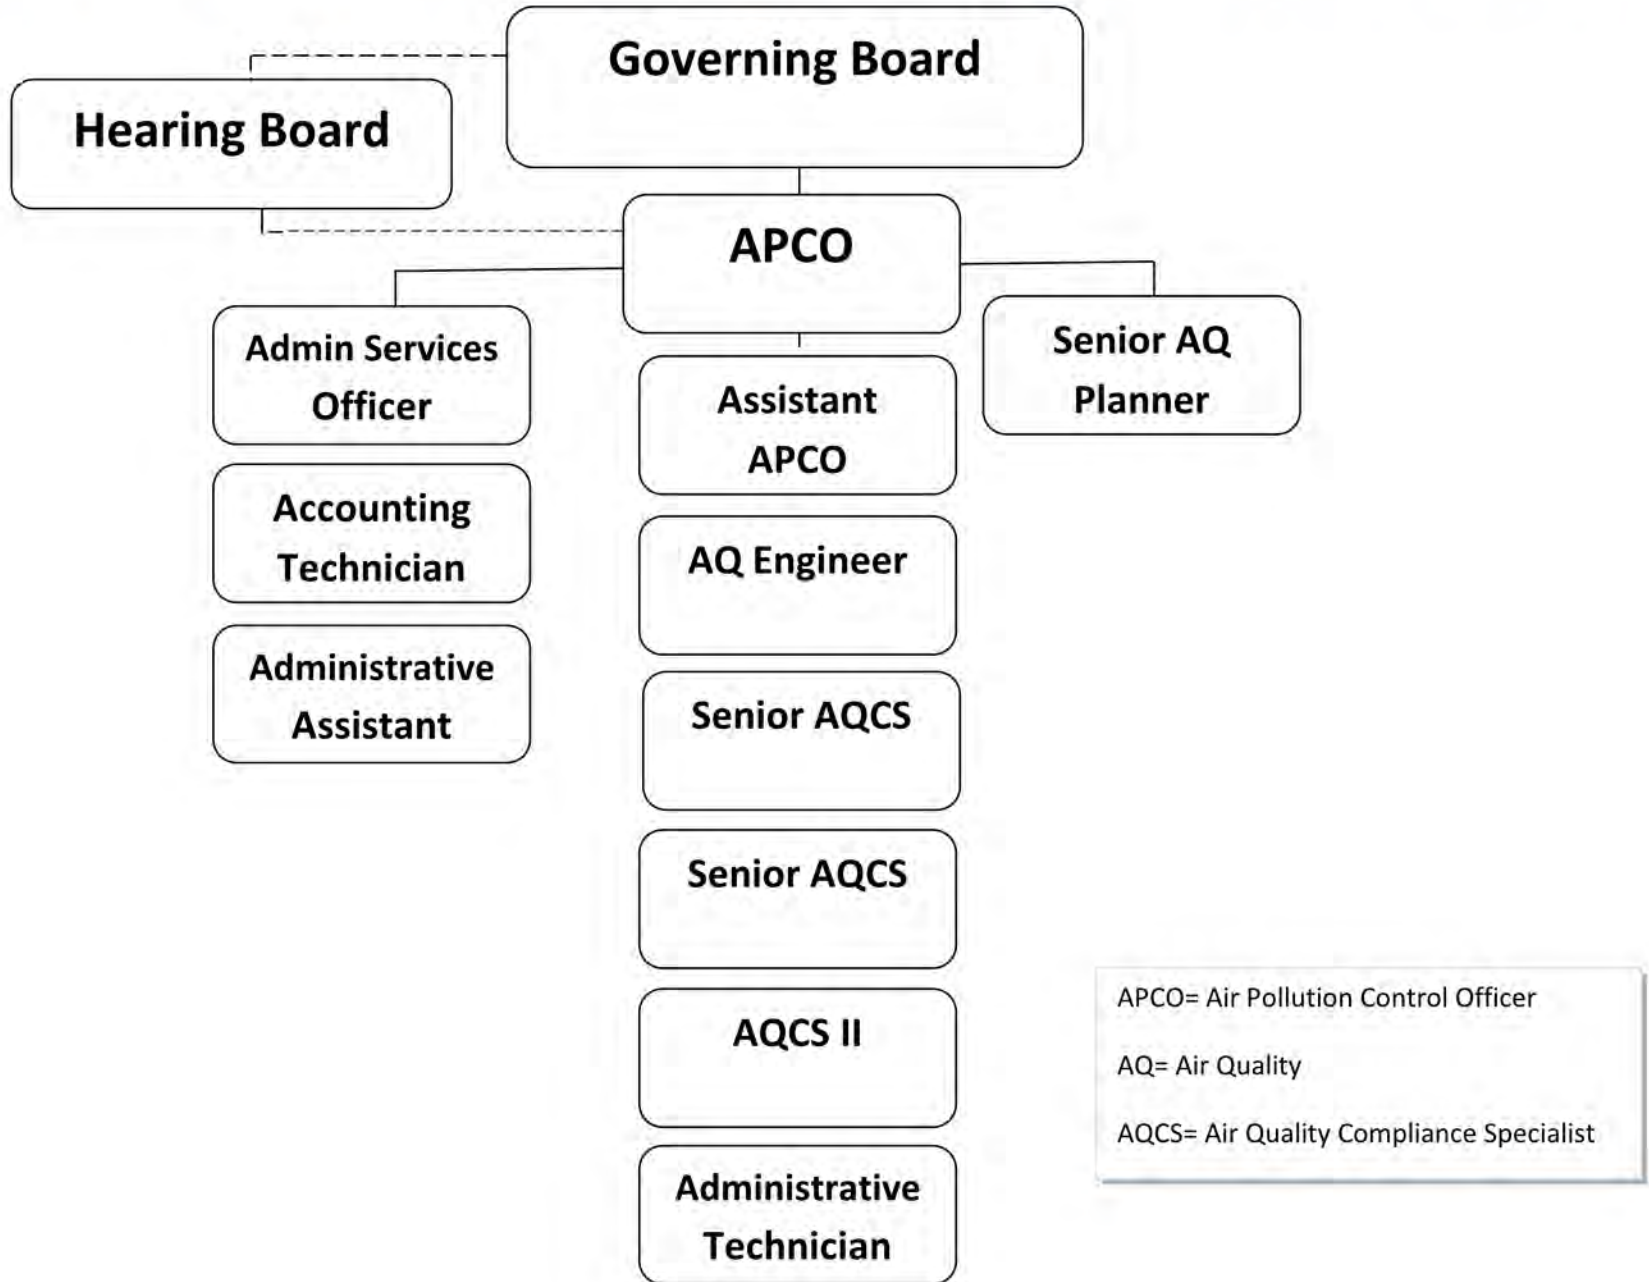 Governing Board
Hearing Board
APCO
Admin Services
Officer
Senior AQ
Planner
Assistant
APCO
Accounting
Technician
AQ Engineer
Administrative
Assistant
Senior AQCS
Senior AQCS
AQCS II
Administrative
Technician
APCO= Air Pollution Control Officer
AQ= Air Quality
AQCS= Air Quality Compliance Specialist